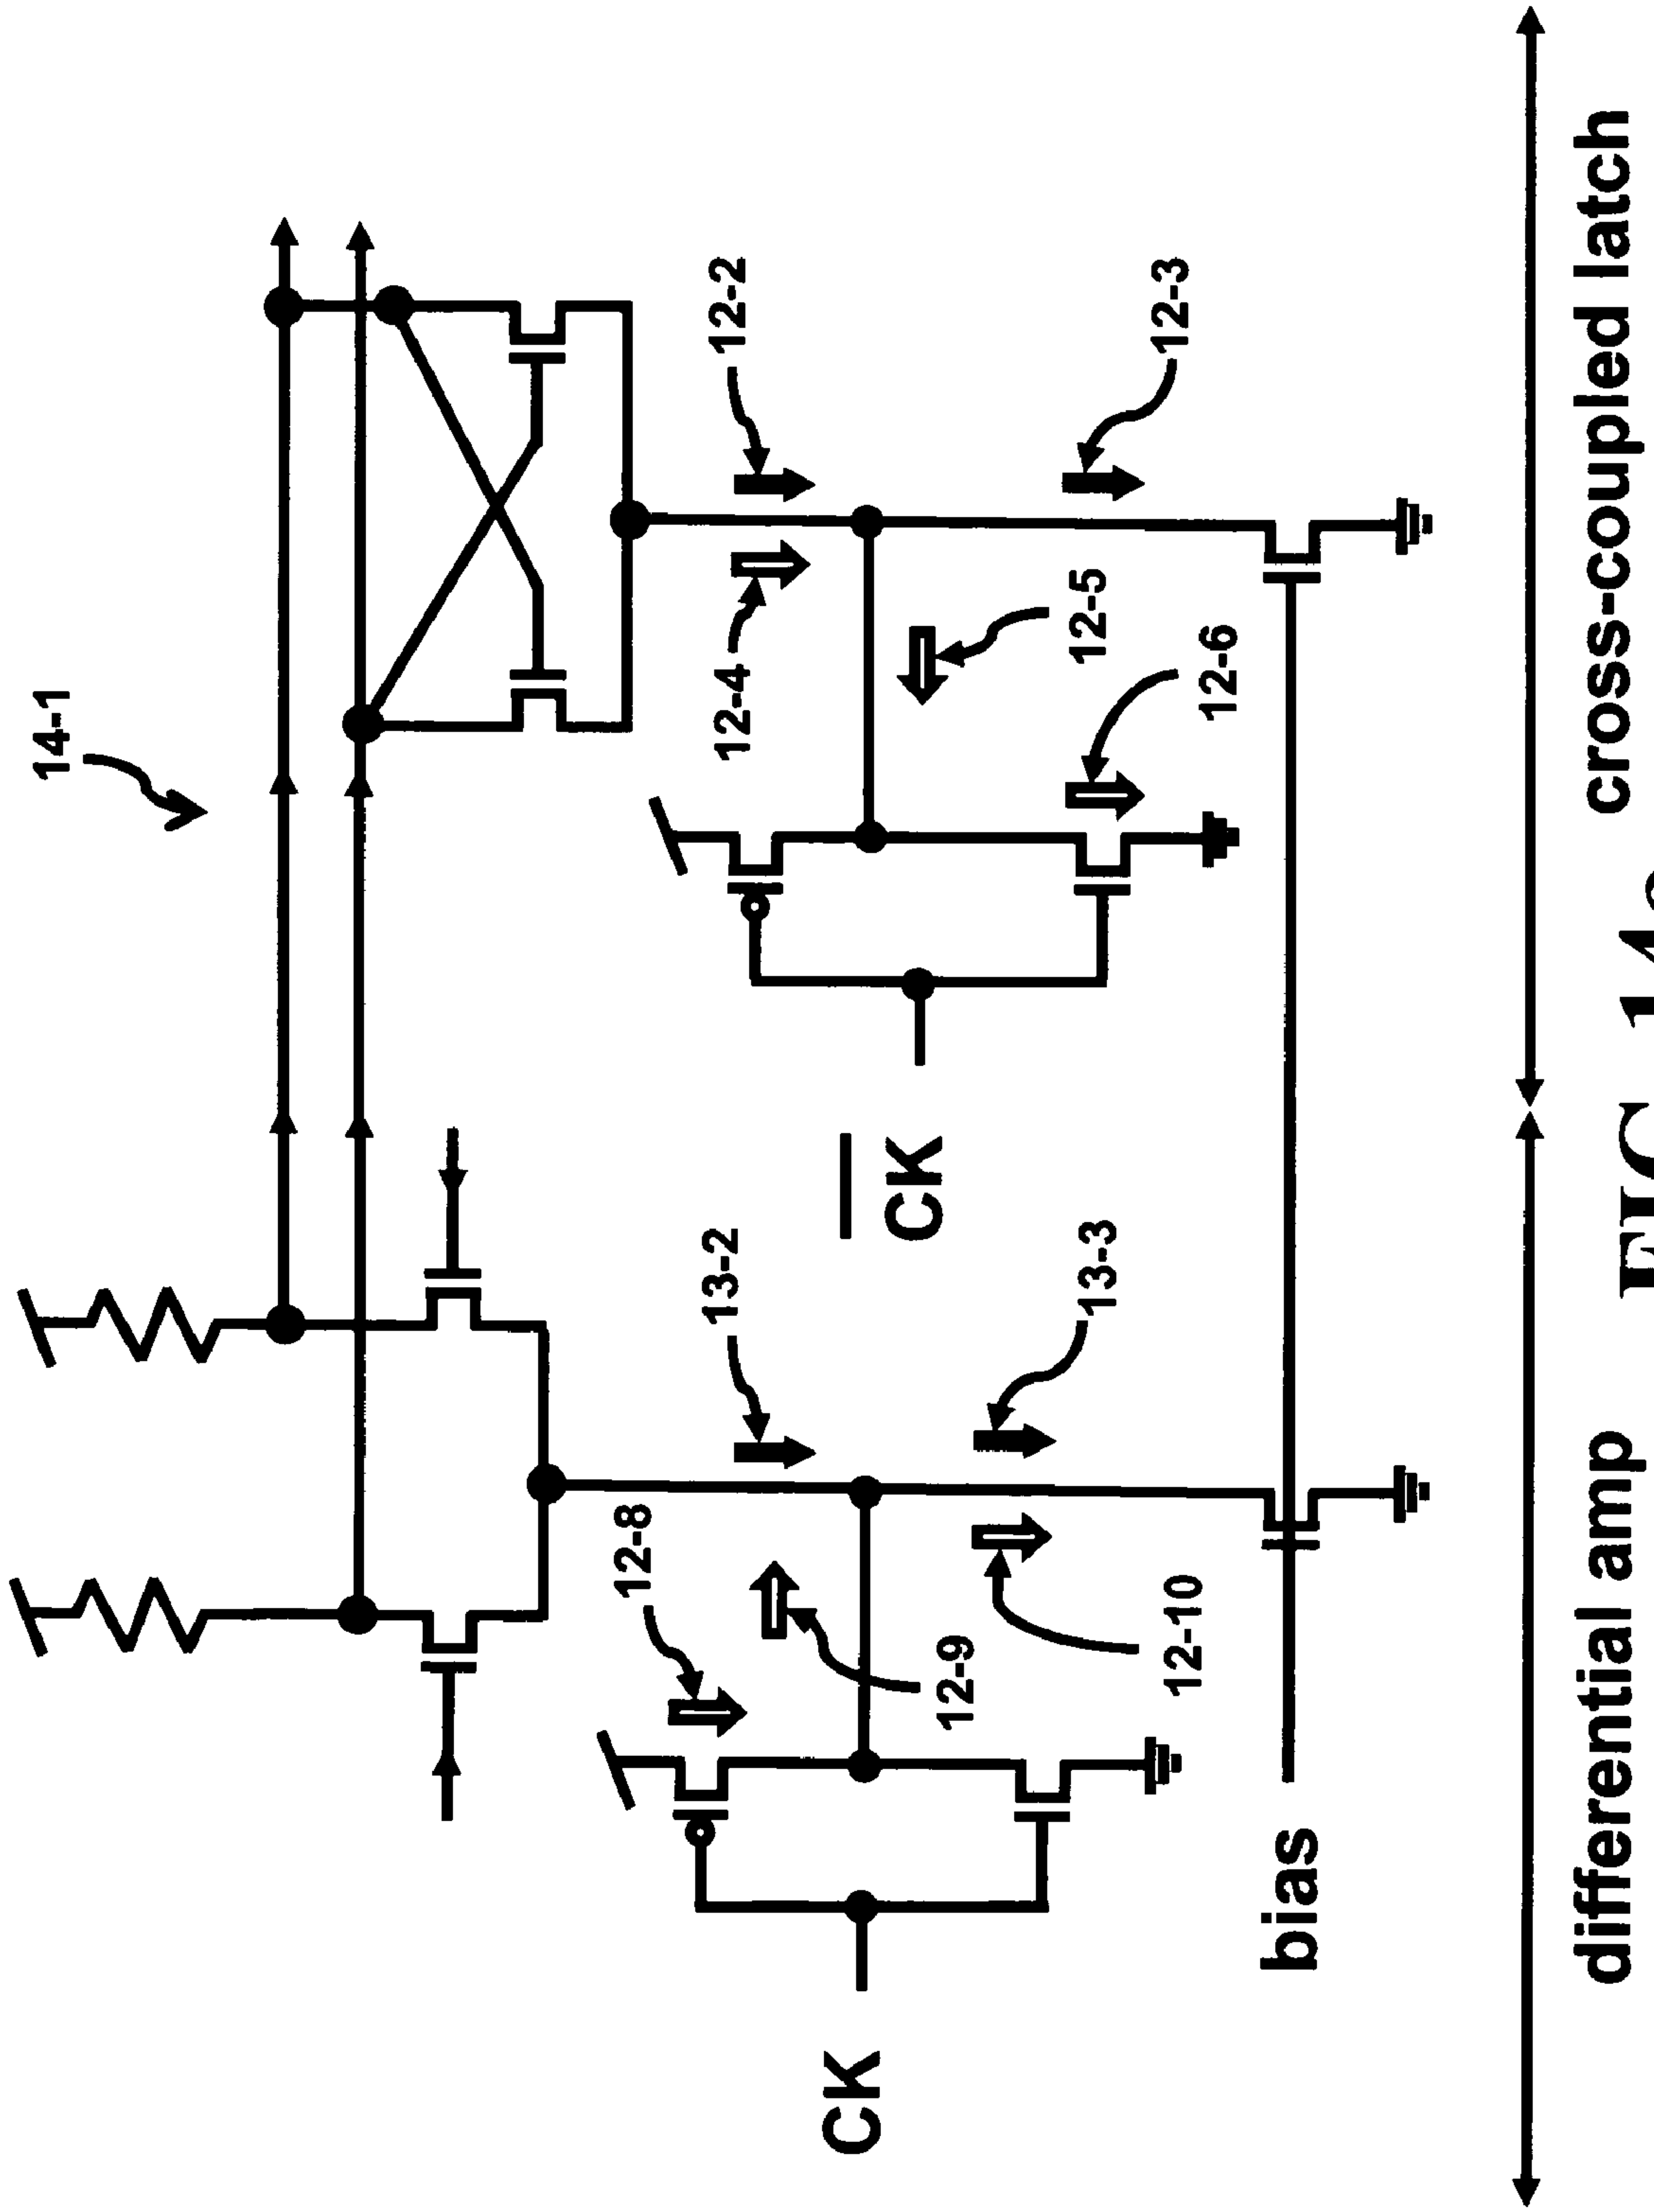 14-1
12-2
12-3
12-4
12-5
12-6
CK
13-2
13-3
12-8
12-9
12-10
CK
bias
differential amp
cross-coupled latch